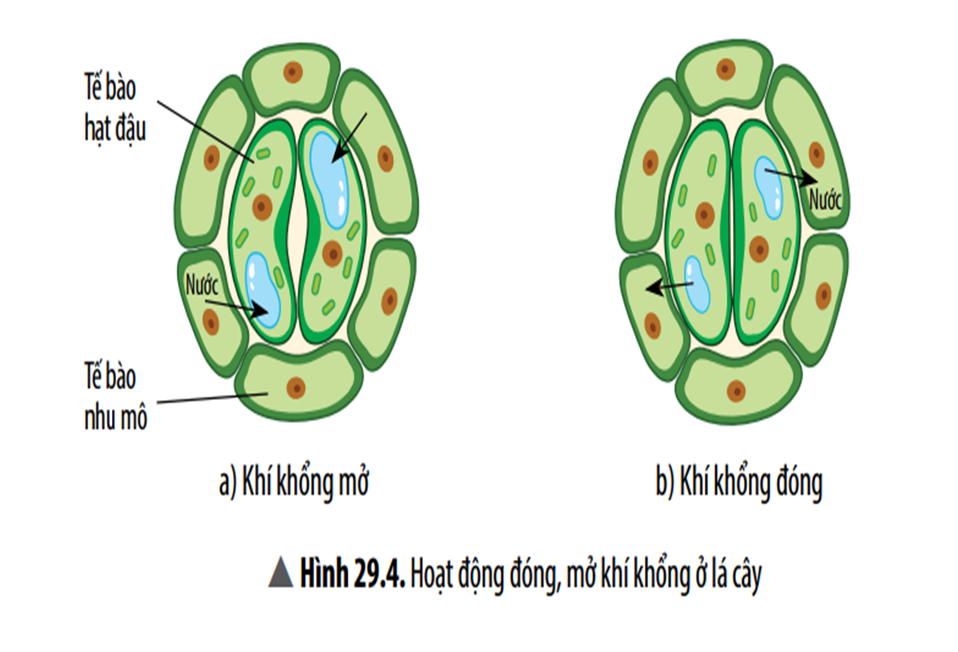 Tế bào
hạt đậu
Nước
Tế bào
nhu mô
Nước
a) Khí khổng mở
b) Khí khổng đóng
▲ Hình 29.4. Hoạt động đóng, mở khí khổng ở lá cây